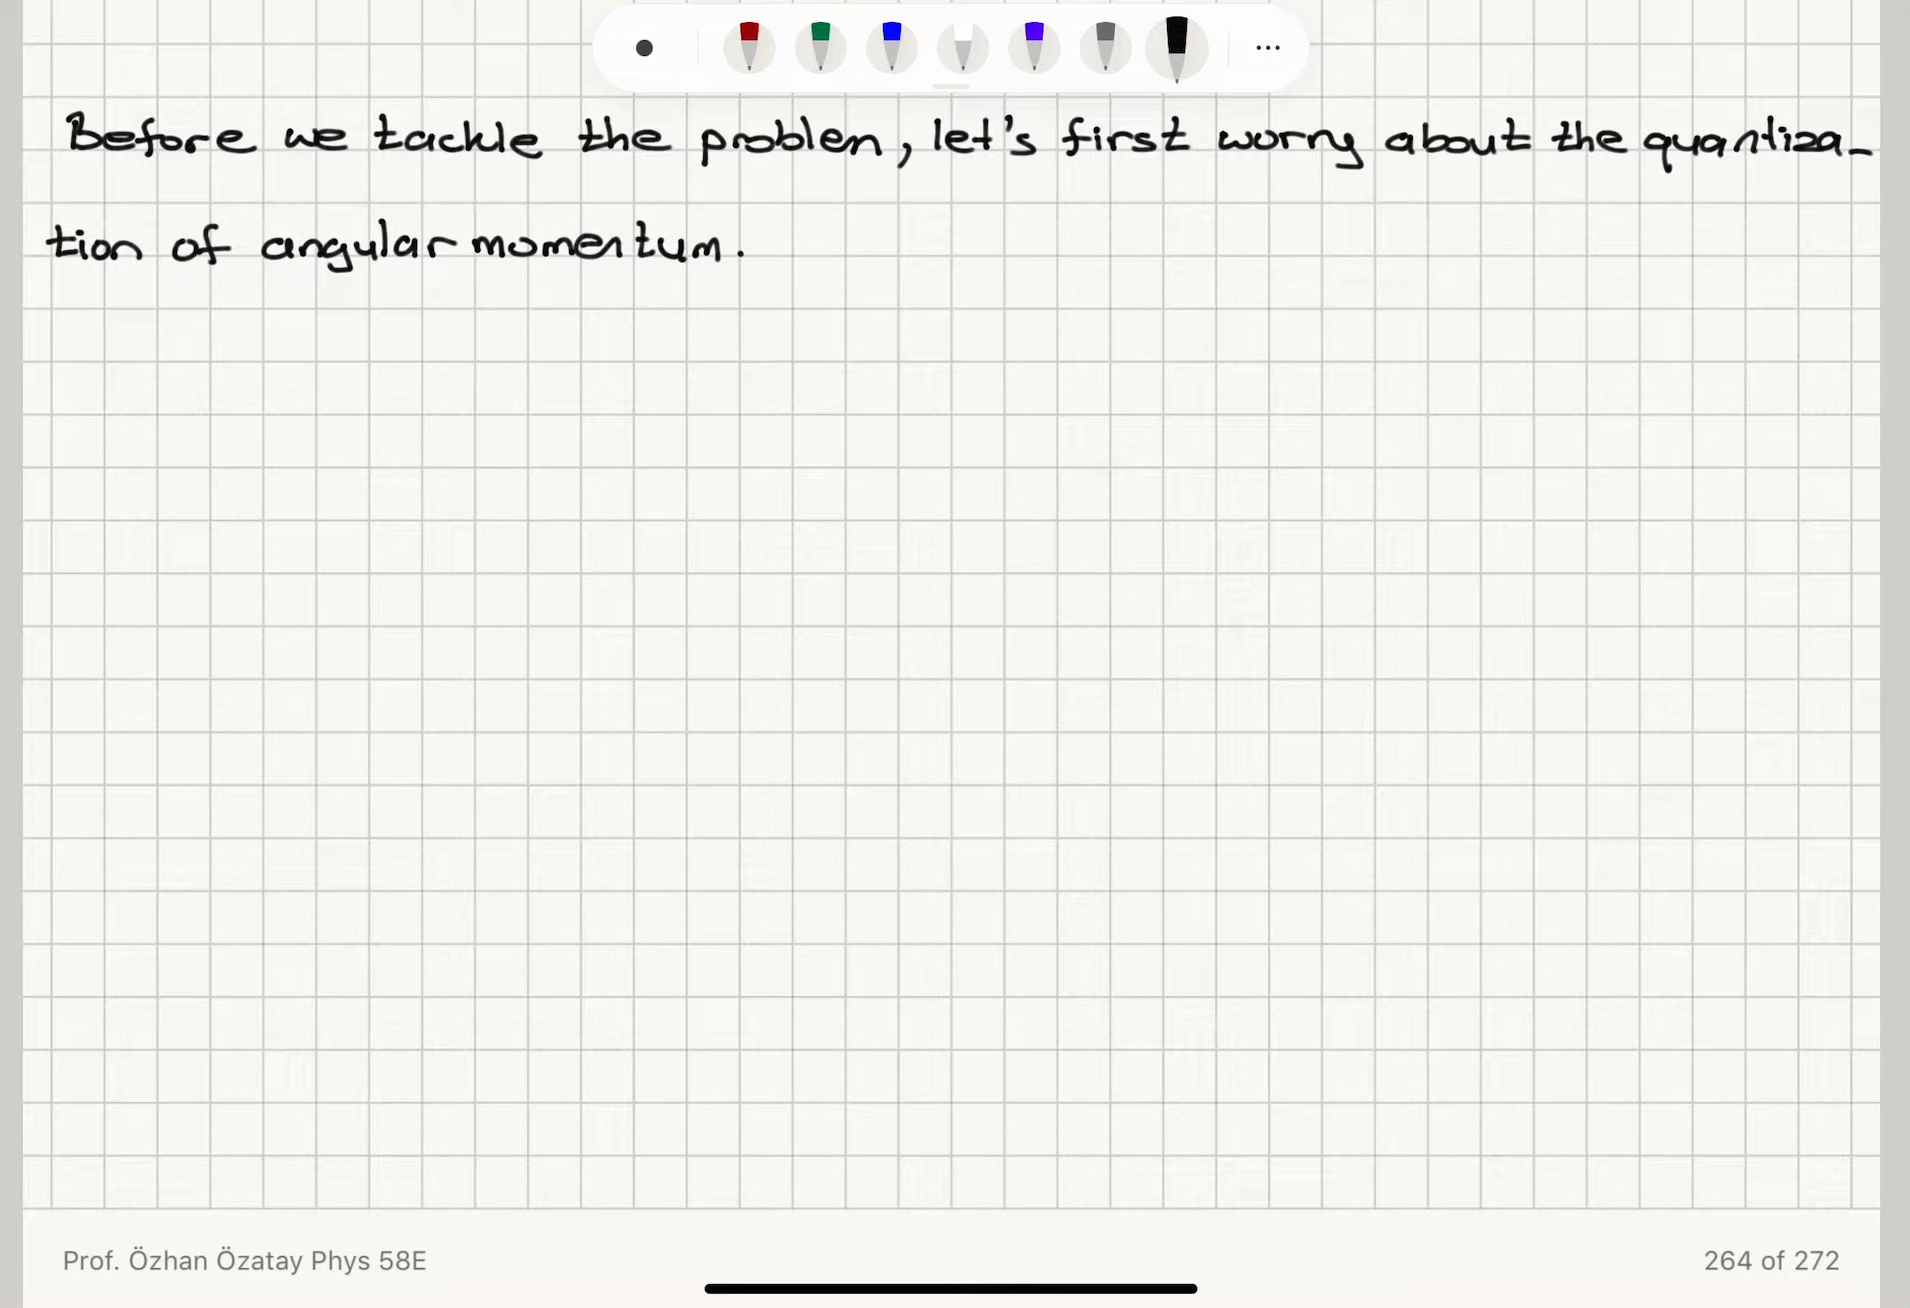 Before we tackle the problem, let's first worry about the quantiza-
tion of angular momentum.
Prof. Özhan Özatay Phys 58E
264 of 272